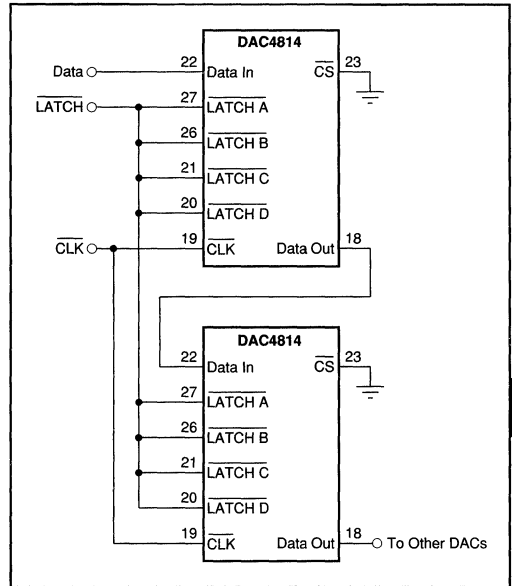 DAC4814
Data 22 Data In CS 23
LATCH 27 LATCH A
26 LATCH B
21 LATCH C
20 LATCH D
CLK 19 CLK Data Out 18
DAC4814
22 Data In CS 23
27 LATCH A
26 LATCH B
21 LATCH C
20 LATCH D
19 CLK Data Out 18 To Other DACs